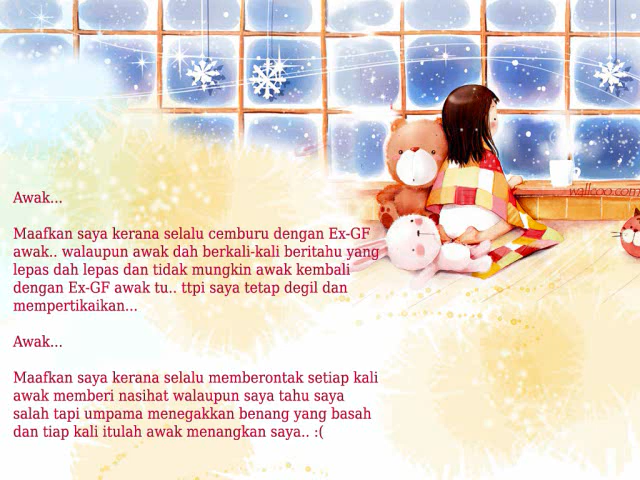 wallcoo.com
Awak...
Maafkan saya kerana selalu cemburu dengan Ex-GF
awak.. walaupun awak dah berkali-kali beritahu yang
lepas dah lepas dan tidak mungkin awak kembali
dengan Ex-GF awak tu.. ttpi saya tetap degil dan
mempertikaikan...
Awak...
Maafkan saya kerana selalu memberontak setiap kali
awak memberi nasihat walaupun saya tahu saya
salah tapi umpama menegakkan benang yang basah
dan tiap kali itulah awak menangkan saya.. :(